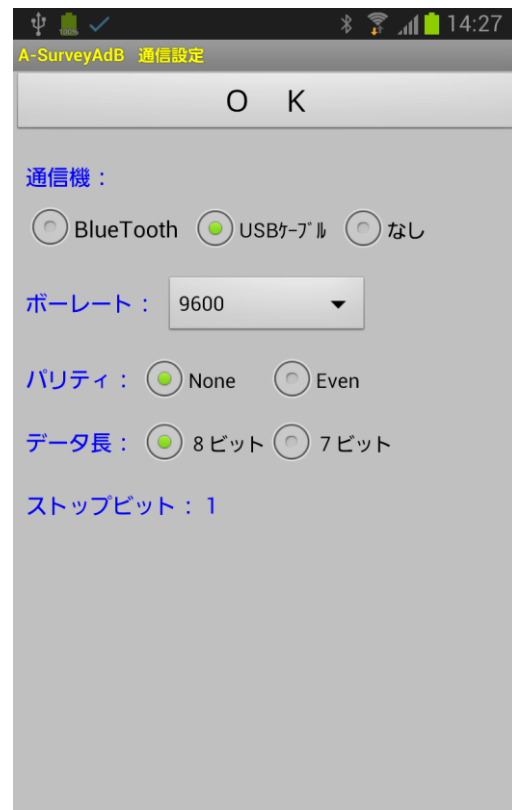 100%
14:27
A-SurveyAdB 通信設定
O K
通信機：
BlueTooth USBｹｰﾌﾞﾙ なし
ボーレート： 9600
パリティ： None Even
データ長： 8 ビット 7 ビット
ストップビット：1